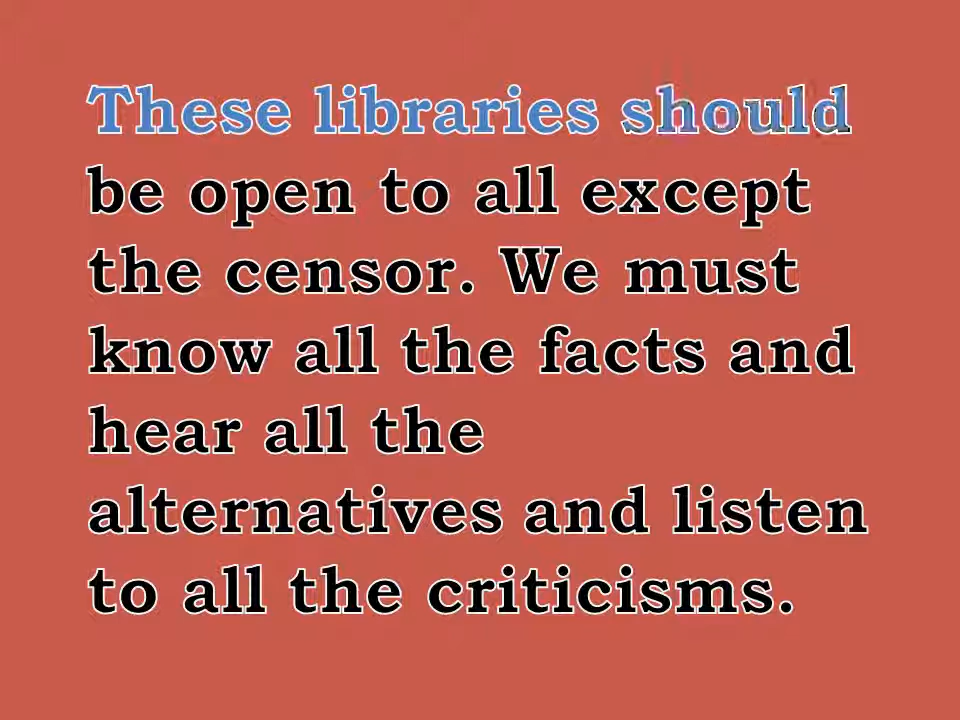 These libraries should
be open to all except
the censor. We must
know all the facts and
hear all the
alternatives and listen
to all the criticisms.